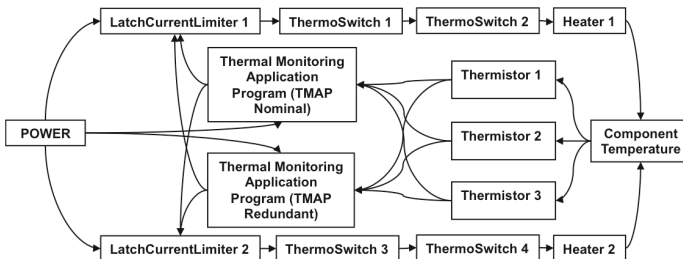 LatchCurrentLimiter 1
ThermoSwitch 1
ThermoSwitch 2
Heater 1
Thermal Monitoring
Application
Program (TMAP
Nominal)
Thermistor 1
POWER
Thermistor 2
Component
Temperature
Thermal Monitoring
Application
Program (TMAP
Redundant)
Thermistor 3
LatchCurrentLimiter 2
ThermoSwitch 3
ThermoSwitch 4
Heater 2